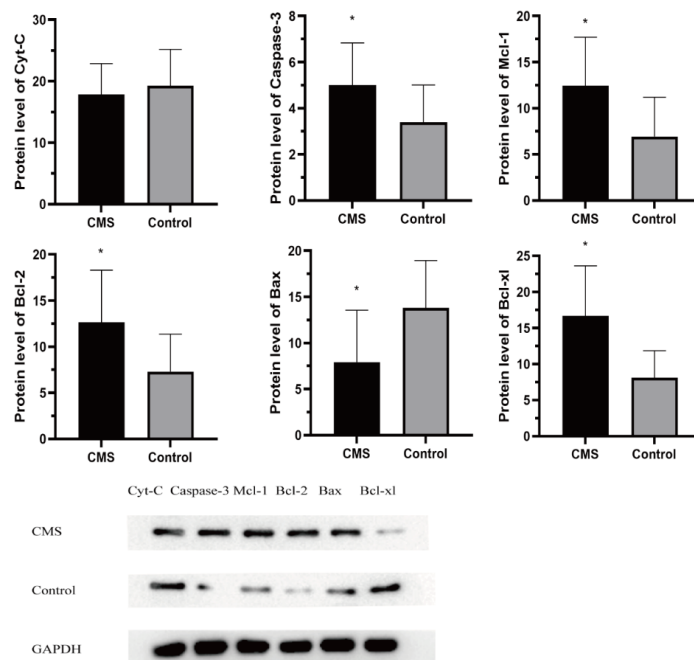 Protein level of Cyt-C
30
20
10
0
CMS
Control
Protein level of Caspase-3
8
6
4
2
0
*
CMS
Control
Protein level of Mcl-1
20
15
10
5
0
*
CMS
Control
Protein level of Bcl-2
20
15
10
5
0
*
CMS
Control
Protein level of Bax
20
15
10
5
0
*
CMS
Control
Protein level of Bcl-xl
25
20
15
10
5
0
*
CMS
Control
Cyt-C Caspase-3 Mcl-1 Bcl-2 Bax Bcl-xl
CMS
Control
GAPDH